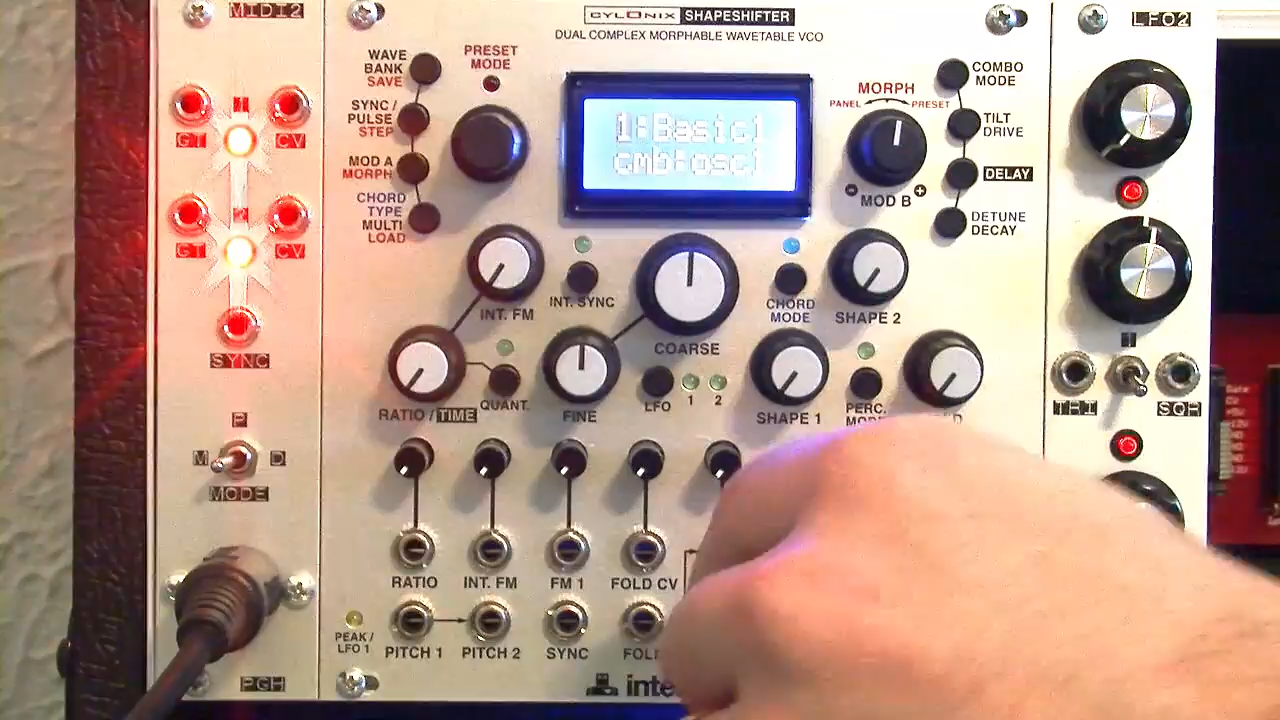 MIDI2
GT
CV
GT
CV
SYNC
P
M
D
MODE
PGH
CYLONIX SHAPESHIFTER
DUAL COMPLEX MORPHABLE WAVETABLE VCO
WAVE
BANK
SAVE
SYNC /
PULSE
STEP
MOD A
MORPH
CHORD
TYPE
MULTI
LOAD
PRESET
MODE
1:Basic1
cmb:osc1
MORPH
PANEL
PRESET
MOD B
COMBO
MODE
TILT
DRIVE
DELAY
DETUNE
DECAY
INT. FM
INT. SYNC
COARSE
CHORD
MODE
SHAPE 2
RATIO / TIME
QUANT.
FINE
LFO
1
2
SHAPE 1
PERC.
RATIO
INT. FM
FM 1
FOLD CV
PEAK /
LFO 1
PITCH 1
PITCH 2
SYNC
LFO2
TRI
SQR